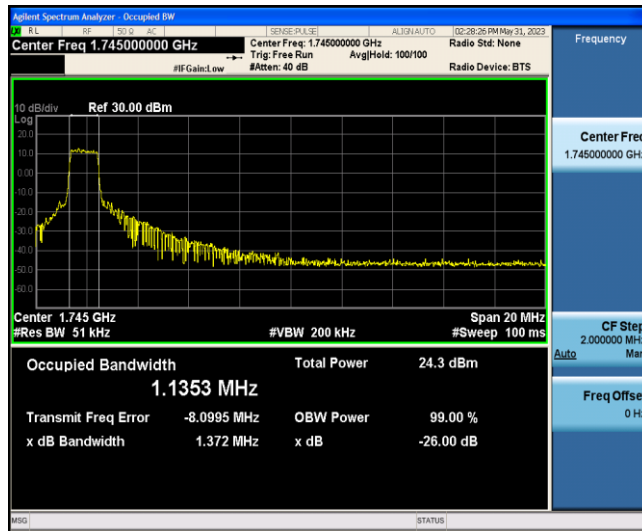 Agilent Spectrum Analyzer - Occupied BW
RL RF 50 Ω AC SENSE:PULSE ALIGN AUTO 02:28:26 PM May 31, 2023
Center Freq 1.745000000 GHz Center Freq: 1.745000000 GHz Radio Std: None
Trig: Free Run Avg|Hold: 100/100
#IFGain:Low #Atten: 40 dB Radio Device: BTS
Frequency
10 dB/div Ref 30.00 dBm
Log
20.0
10.0
0.00
-10.0
-20.0
-30.0
-40.0
-50.0
-60.0
Center Freq
1.745000000 GHz
Center 1.745 GHz Span 20 MHz
#Res BW 51 kHz #VBW 200 kHz #Sweep 100 ms
CF Step
2.000000 MHz
Auto Man
Occupied Bandwidth Total Power 24.3 dBm
1.1353 MHz
Transmit Freq Error -8.0995 MHz OBW Power 99.00 %
x dB Bandwidth 1.372 MHz x dB -26.00 dB
Freq Offset
0 Hz
MSG STATUS